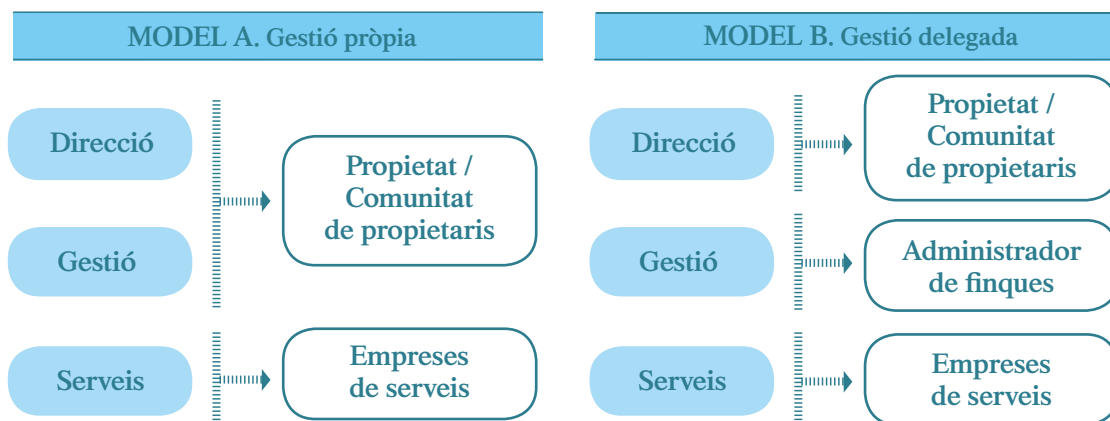 MODEL A. Gestió pròpia
Direcció
Gestió
Serveis
Propietat /
Comunitat
de propietaris
Empreses
de serveis
MODEL B. Gestió delegada
Direcció
Gestió
Serveis
Propietat /
Comunitat
de propietaris
Administrador
de finques
Empreses
de serveis